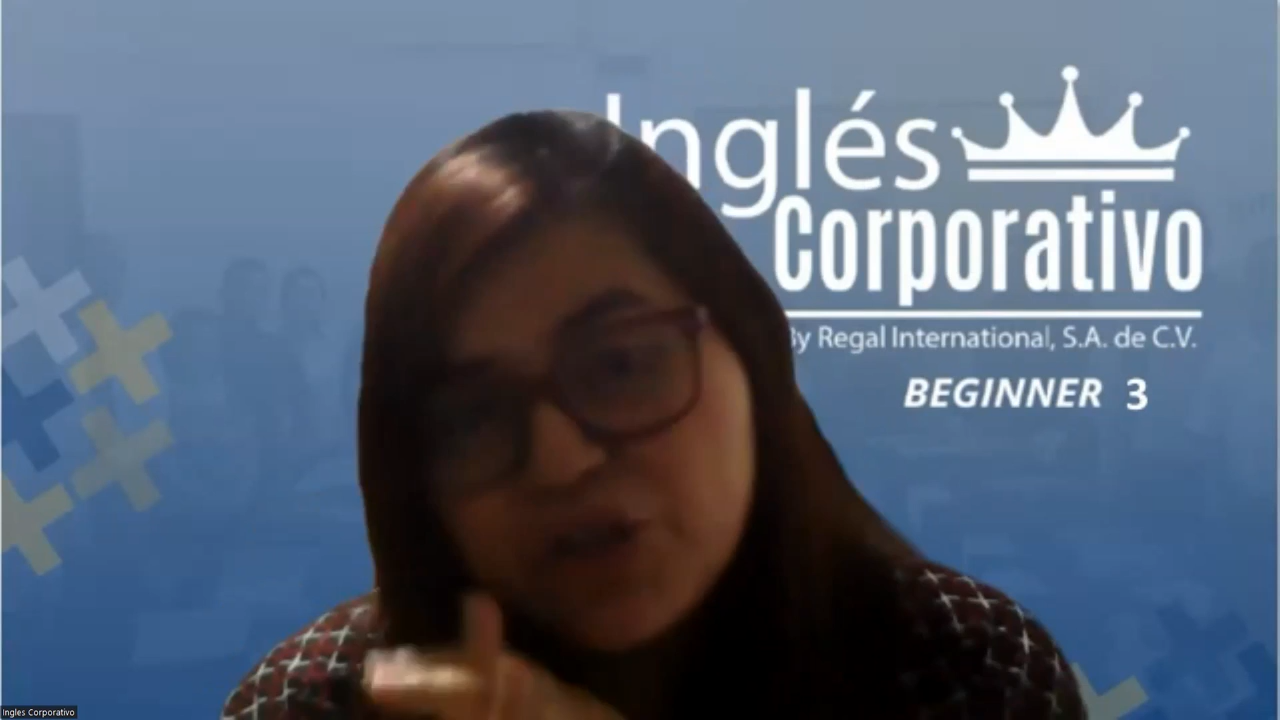 Inglés
Corporativo
By Regal International, S.A. de C.V.
BEGINNER 3
Ingles Corporativo